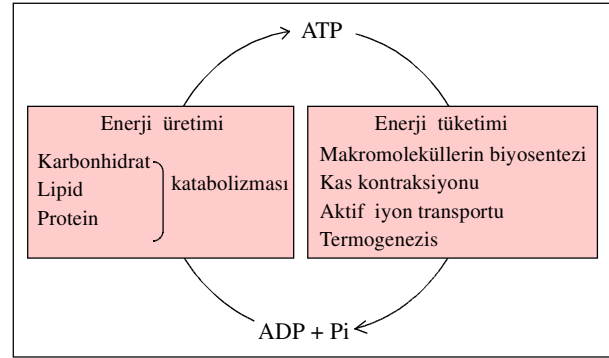 ATP
Enerji üretimi
Karbonhidrat
Lipid
Protein
katabolizması
Enerji tüketimi
Makromoleküllerin biyosentezi
Kas kontraksiyonu
Aktif iyon transportu
Termogenezis
ADP + Pi